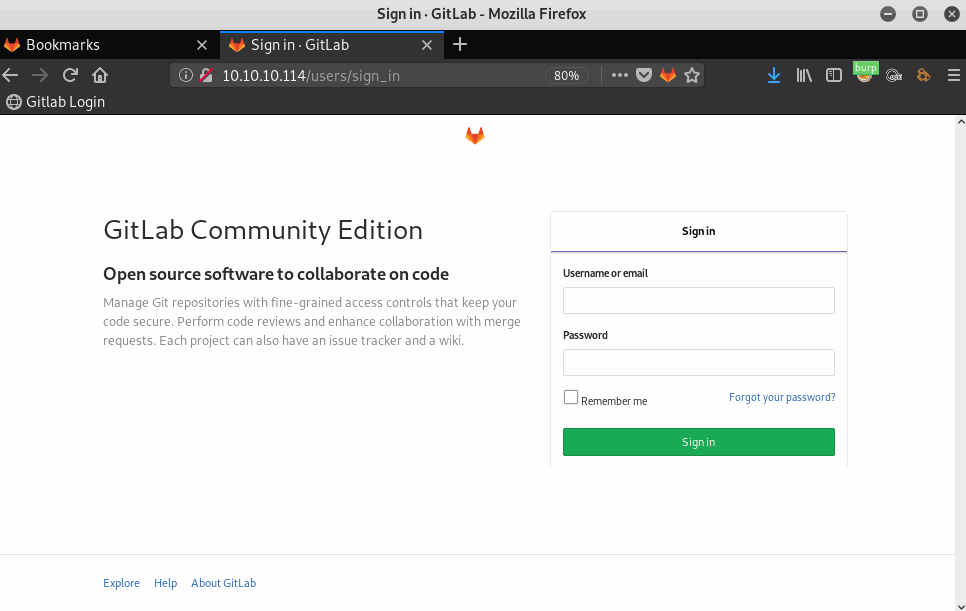 Sign in · GitLab - Mozilla Firefox
Bookmarks
Sign in · GitLab
10.10.10.114/users/sign_in
80%
burp
Gitlab Login
GitLab Community Edition
Open source software to collaborate on code
Manage Git repositories with fine-grained access controls that keep your
code secure. Perform code reviews and enhance collaboration with merge
requests. Each project can also have an issue tracker and a wiki.
Sign in
Username or email
Password
Remember me
Forgot your password?
Sign in
Explore
Help
About GitLab